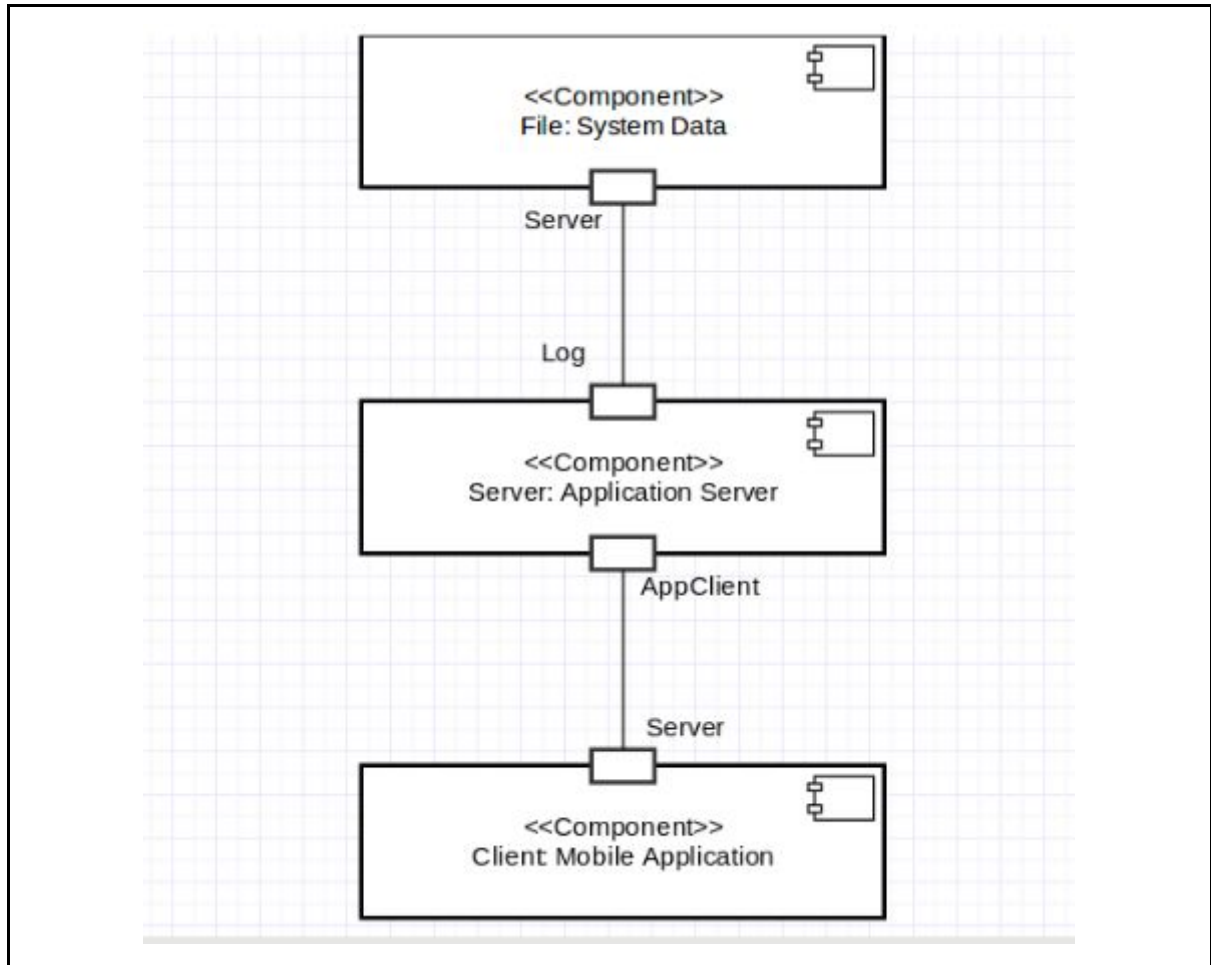 <<Component>>
File: System Data
Server
Log
<<Component>>
Server: Application Server
AppClient
Server
<<Component>>
Client: Mobile Application